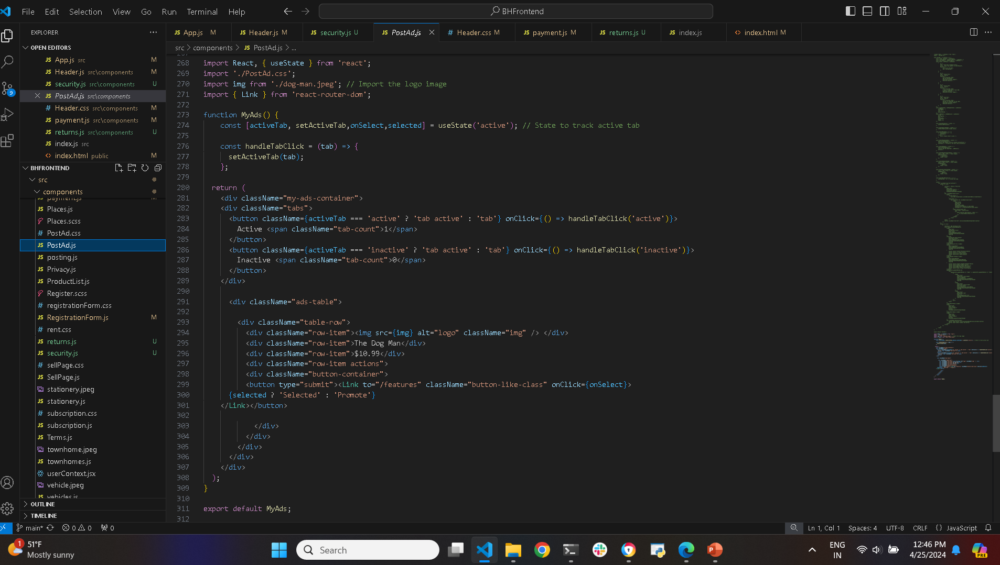 File Edit Selection View Go Run Terminal Help
BHFrontend
EXPLORER
App.js M
Header.js M
security.js U
PostAd.js
Header.css M
payment.js M
returns.js U
index.js
index.html M
OPEN EDITORS
App.js src M
Header.js src\components M
security.js src\components U
PostAd.js src\components
Header.css src\components M
payment.js src\components M
returns.js src\components U
index.js src
index.html public M
BHFRONTEND
src
components
payment.js M
Places.js
Places.scss
PostAd.css
PostAd.js
posting.js
Privacy.js
ProductList.js
Register.scss
registrationForm.css
RegistrationForm.js M
rent.css
returns.js U
security.js U
sellPage.css
SellPage.js
stationery.jpeg
stationery.js
subscription.css
subscription.js
Terms.js
townhome.jpeg
townhomes.js
userContext.jsx
vehicle.jpeg
vehicles.js
OUTLINE
TIMELINE
src > components > JS PostAd.js > ...
267
268 import React, { useState } from 'react';
269 import './PostAd.css';
270 import img from './dog-man.jpeg'; // Import the logo image
271 import { Link } from 'react-router-dom';
272
273 function MyAds() {
274 const [activeTab, setActiveTab,onSelect,selected] = useState('active'); // State to track active tab
275
276 const handleTabClick = (tab) => {
277 setActiveTab(tab);
278 };
279
280 return (
281 <div className="my-ads-container">
282 <div className="tabs">
283 <button className={activeTab === 'active' ? 'tab active' : 'tab'} onClick={() => handleTabClick('active')}>
284 Active <span className="tab-count">1</span>
285 </button>
286 <button className={activeTab === 'inactive' ? 'tab active' : 'tab'} onClick={() => handleTabClick('inactive')}>
287 Inactive <span className="tab-count">0</span>
288 </button>
289 </div>
290
291 <div className="ads-table">
292
293 <div className="table-row">
294 <div className="row-item"><img src={img} alt="logo" className="img" /> </div>
295 <div className="row-item">The Dog Man</div>
296 <div className="row-item">$10.99</div>
297 <div className="row-item actions">
298 <div className="button-container">
299 <button type="submit"><Link to="/features" className="button-like-class" onClick={onSelect}>
300 {selected ? 'Selected' : 'Promote'}
301 </Link></button>
302
303 </div>
304 </div>
305 </div>
306 </div>
307 </div>
308 );
309 }
310
311 export default MyAds;
312
9
main* 0 0 0
Ln 1, Col 1 Spaces: 4 UTF-8 CRLF {} JavaScript
1
51°F
Mostly sunny
Search
ENG
IN
12:46 PM
4/25/2024
PRE